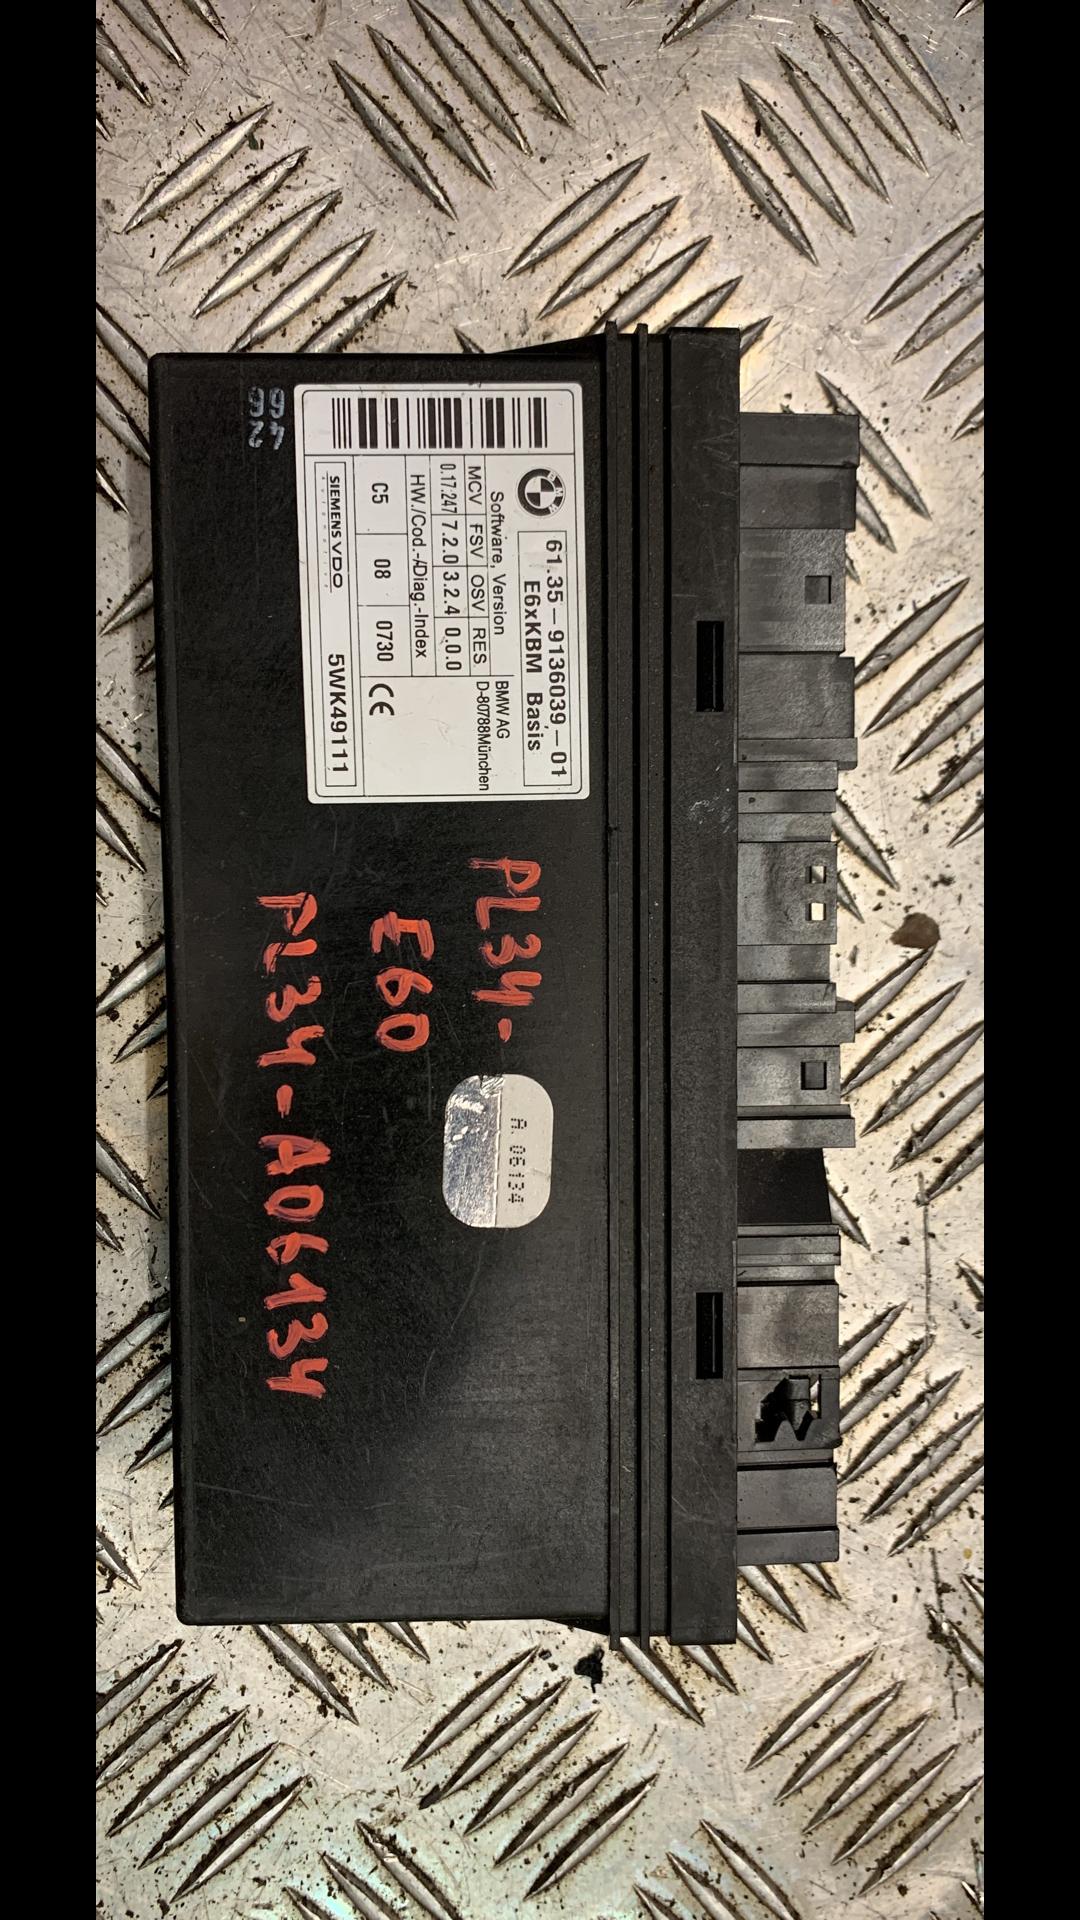 42
66
61.35-9136039-01
E6xKBM Basis
Software, Version
MCV FSV OSV RES
0.17.247 7.2.0 3.2.4 0.0.0
HW./Cod.-/Diag.-Index
C5 08 0730
BMW AG
D-80788München
CE
SIEMENS VDO
automotive
5WK49111
PL34-
E60
PL34-A06134
A. 06134